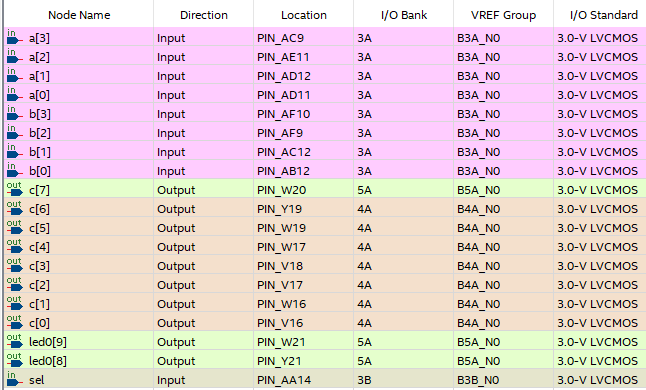 Node Name Direction Location I/O Bank VREF Group I/O Standard
in a[3] Input PIN_AC9 3A B3A_N0 3.0-V LVCMOS
in a[2] Input PIN_AE11 3A B3A_N0 3.0-V LVCMOS
in a[1] Input PIN_AD12 3A B3A_N0 3.0-V LVCMOS
in a[0] Input PIN_AD11 3A B3A_N0 3.0-V LVCMOS
in b[3] Input PIN_AF10 3A B3A_N0 3.0-V LVCMOS
in b[2] Input PIN_AF9 3A B3A_N0 3.0-V LVCMOS
in b[1] Input PIN_AC12 3A B3A_N0 3.0-V LVCMOS
in b[0] Input PIN_AB12 3A B3A_N0 3.0-V LVCMOS
out c[7] Output PIN_W20 5A B5A_N0 3.0-V LVCMOS
out c[6] Output PIN_Y19 4A B4A_N0 3.0-V LVCMOS
out c[5] Output PIN_W19 4A B4A_N0 3.0-V LVCMOS
out c[4] Output PIN_W17 4A B4A_N0 3.0-V LVCMOS
out c[3] Output PIN_V18 4A B4A_N0 3.0-V LVCMOS
out c[2] Output PIN_V17 4A B4A_N0 3.0-V LVCMOS
out c[1] Output PIN_W16 4A B4A_N0 3.0-V LVCMOS
out c[0] Output PIN_V16 4A B4A_N0 3.0-V LVCMOS
out led0[9] Output PIN_W21 5A B5A_N0 3.0-V LVCMOS
out led0[8] Output PIN_Y21 5A B5A_N0 3.0-V LVCMOS
in sel Input PIN_AA14 3B B3B_N0 3.0-V LVCMOS